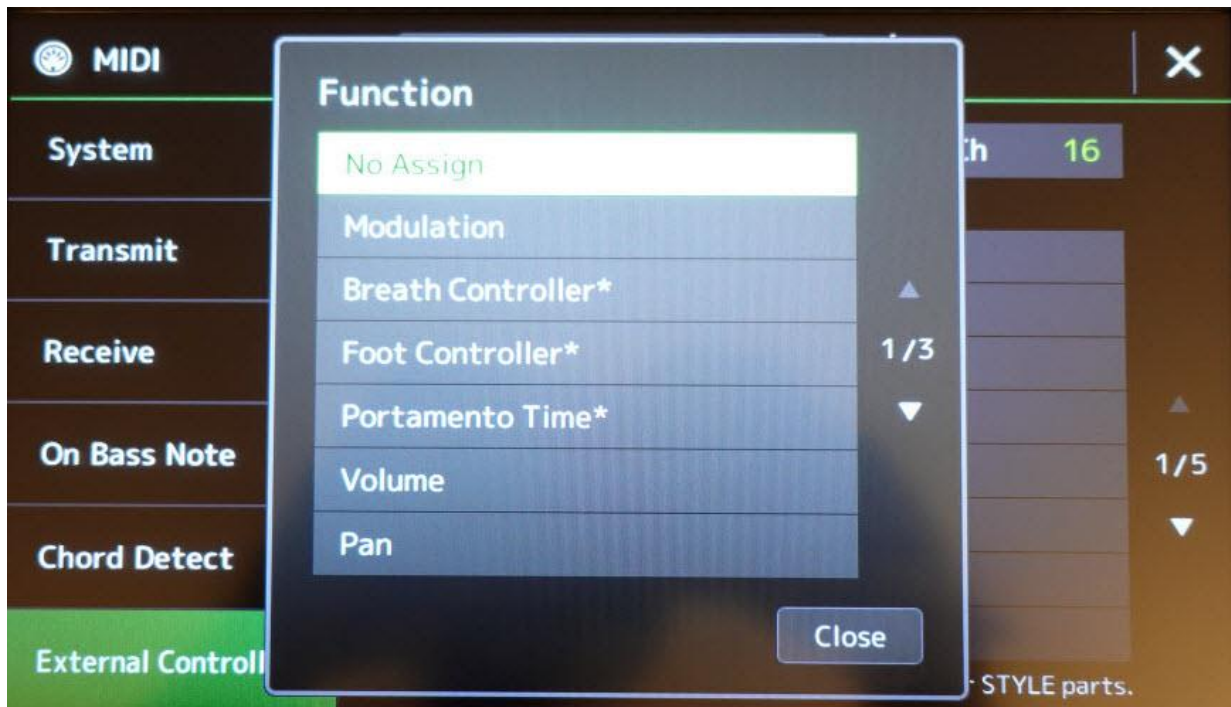 MIDI
Function
System
No Assign
16
Modulation
Transmit
Breath Controller*
Receive
Foot Controller*
1/3
Portamento Time*
On Bass Note
Volume
1/5
Chord Detect
Pan
Close
External
STYLE parts.